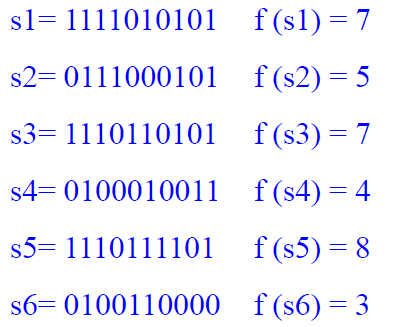 s1= 1111010101 f (s1) = 7
s2= 0111000101 f (s2) = 5
s3= 1110110101 f (s3) = 7
s4= 0100010011 f (s4) = 4
s5= 1110111101 f (s5) = 8
s6= 0100110000 f (s6) = 3